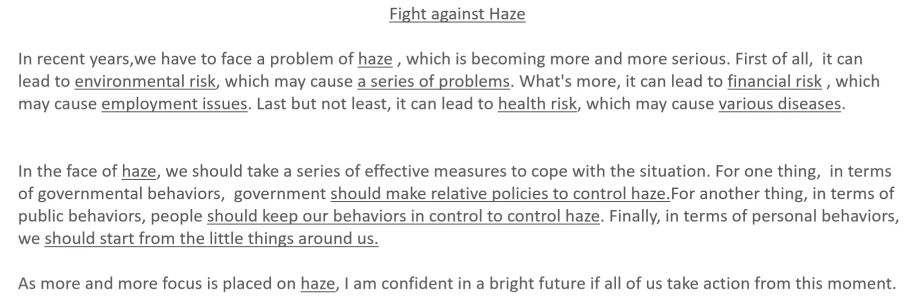 Fight against Haze
In recent years,we have to face a problem of haze , which is becoming more and more serious. First of all, it can
lead to environmental risk, which may cause a series of problems. What's more, it can lead to financial risk , which
may cause employment issues. Last but not least, it can lead to health risk, which may cause various diseases.
In the face of haze, we should take a series of effective measures to cope with the situation. For one thing, in terms
of governmental behaviors, government should make relative policies to control haze.For another thing, in terms of
public behaviors, people should keep our behaviors in control to control haze. Finally, in terms of personal behaviors,
we should start from the little things around us.
As more and more focus is placed on haze, I am confident in a bright future if all of us take action from this moment.